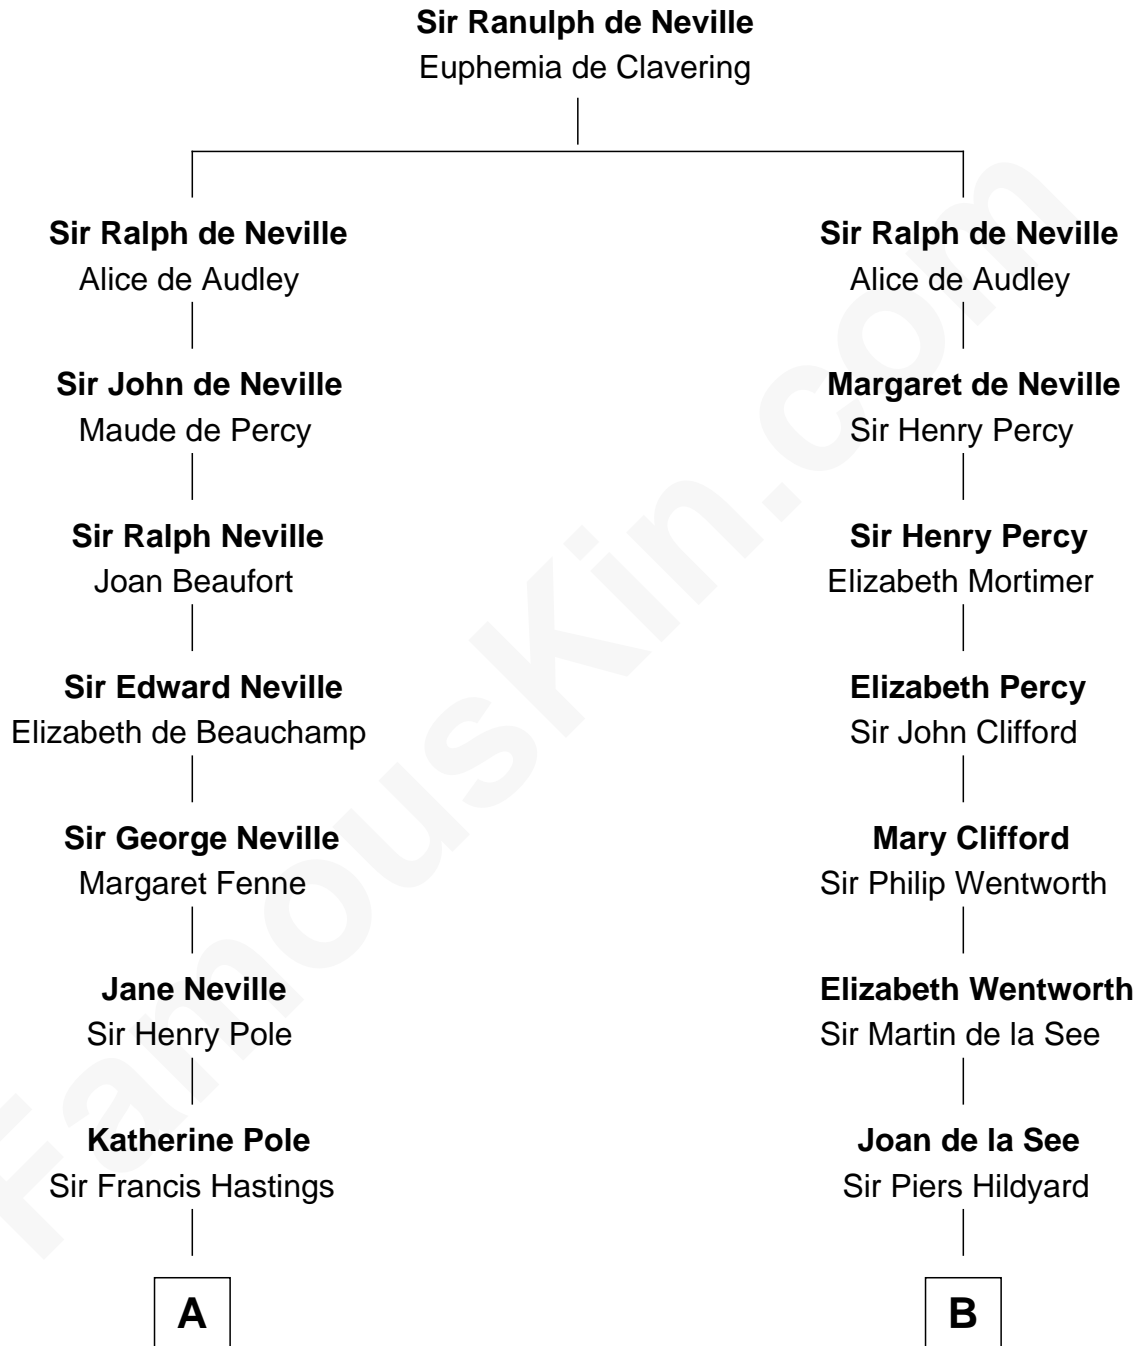 Sir Ranulph de Neville
Euphemia de Clavering
Sir Ralph de Neville
Alice de Audley
Sir John de Neville
Maude de Percy
Sir Ralph Neville
Joan Beaufort
Sir Edward Neville
Elizabeth de Beauchamp
Sir George Neville
Margaret Fenne
Jane Neville
Sir Henry Pole
Katherine Pole
Sir Francis Hastings
A
Sir Ralph de Neville
Alice de Audley
Margaret de Neville
Sir Henry Percy
Sir Henry Percy
Elizabeth Mortimer
Elizabeth Percy
Sir John Clifford
Mary Clifford
Sir Philip Wentworth
Elizabeth Wentworth
Sir Martin de la See
Joan de la See
Sir Piers Hildyard
B
FamousKin.com